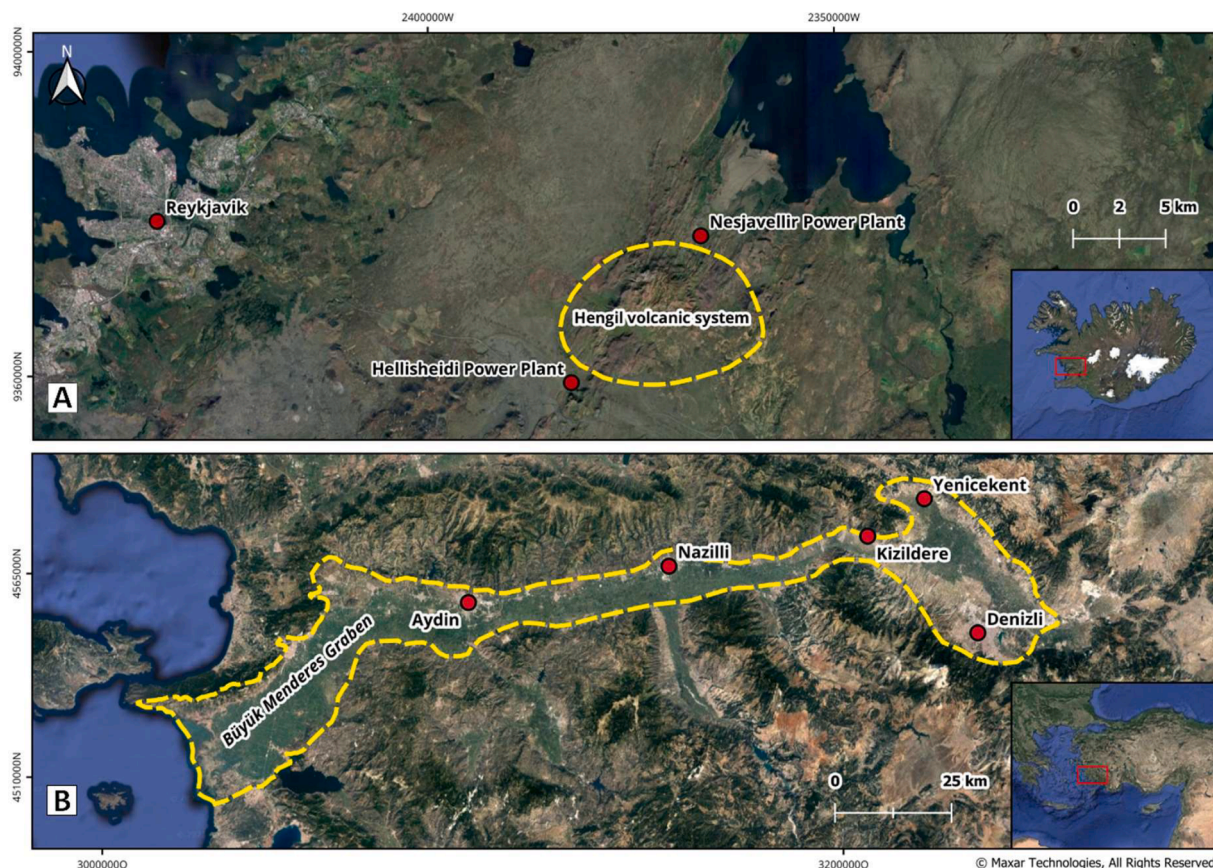 2400000W 2350000W
9400000N
N
Reykjavik
Nesjavellir Power Plant
0 2 5 km
Hengil volcanic system
Hellisheidi Power Plant
9360000N
A
Yenicekent
Nazilli
Kizildere
4565000N
Aydin
Denizli
Büyük Menderes Graben
4510000N
0 25 km
B
3000000O 3200000O
© Maxar Technologies, All Rights Reserved